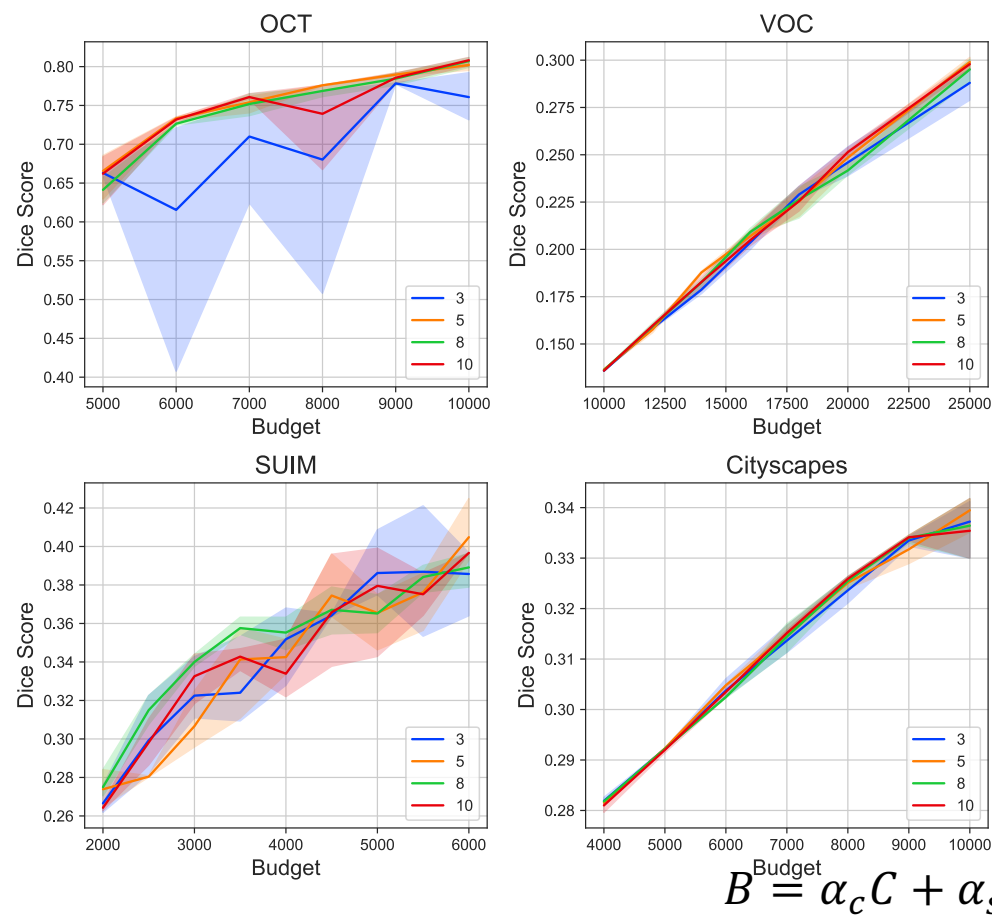 OCT
Dice Score
0.80
0.75
0.70
0.65
0.60
0.55
0.50
0.45
0.40
5000 6000 7000 8000 9000 10000
Budget
3
5
8
10
VOC
Dice Score
0.300
0.275
0.250
0.225
0.200
0.175
0.150
10000 12500 15000 17500 20000 22500 25000
Budget
3
5
8
10
SUIM
Dice Score
0.42
0.40
0.38
0.36
0.34
0.32
0.30
0.28
0.26
2000 3000 4000 5000 6000
Budget
3
5
8
10
Cityscapes
Dice Score
0.34
0.33
0.32
0.31
0.30
0.29
0.28
4000 5000 6000 7000 8000 9000 10000
Budget
3
5
8
10
B = α_c C + α_s